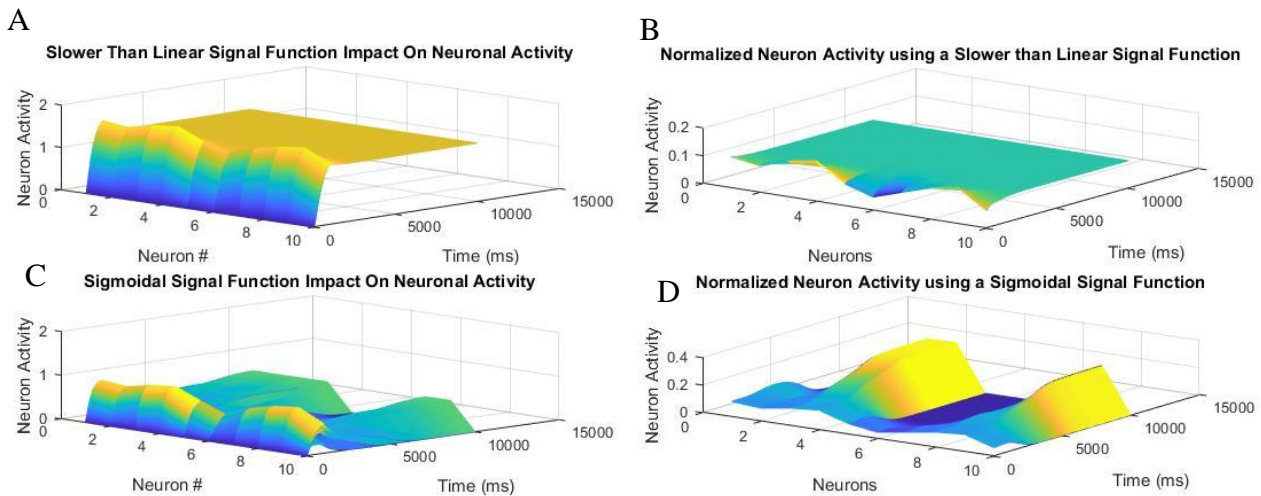 A
Slower Than Linear Signal Function Impact On Neuronal Activity
Neuron Activity
2
1
0
0
2
4
6
8
10
Neuron #
0
5000
10000
15000
Time (ms)
B
Normalized Neuron Activity using a Slower than Linear Signal Function
Neuron Activity
0.2
0.1
0
0
2
4
6
8
10
Neurons
0
5000
10000
15000
Time (ms)
C
Sigmoidal Signal Function Impact On Neuronal Activity
Neuron Activity
2
1
0
0
2
4
6
8
10
Neuron #
0
5000
10000
15000
Time (ms)
D
Normalized Neuron Activity using a Sigmoidal Signal Function
Neuron Activity
0.4
0.2
0
0
2
4
6
8
10
Neurons
0
5000
10000
15000
Time (ms)